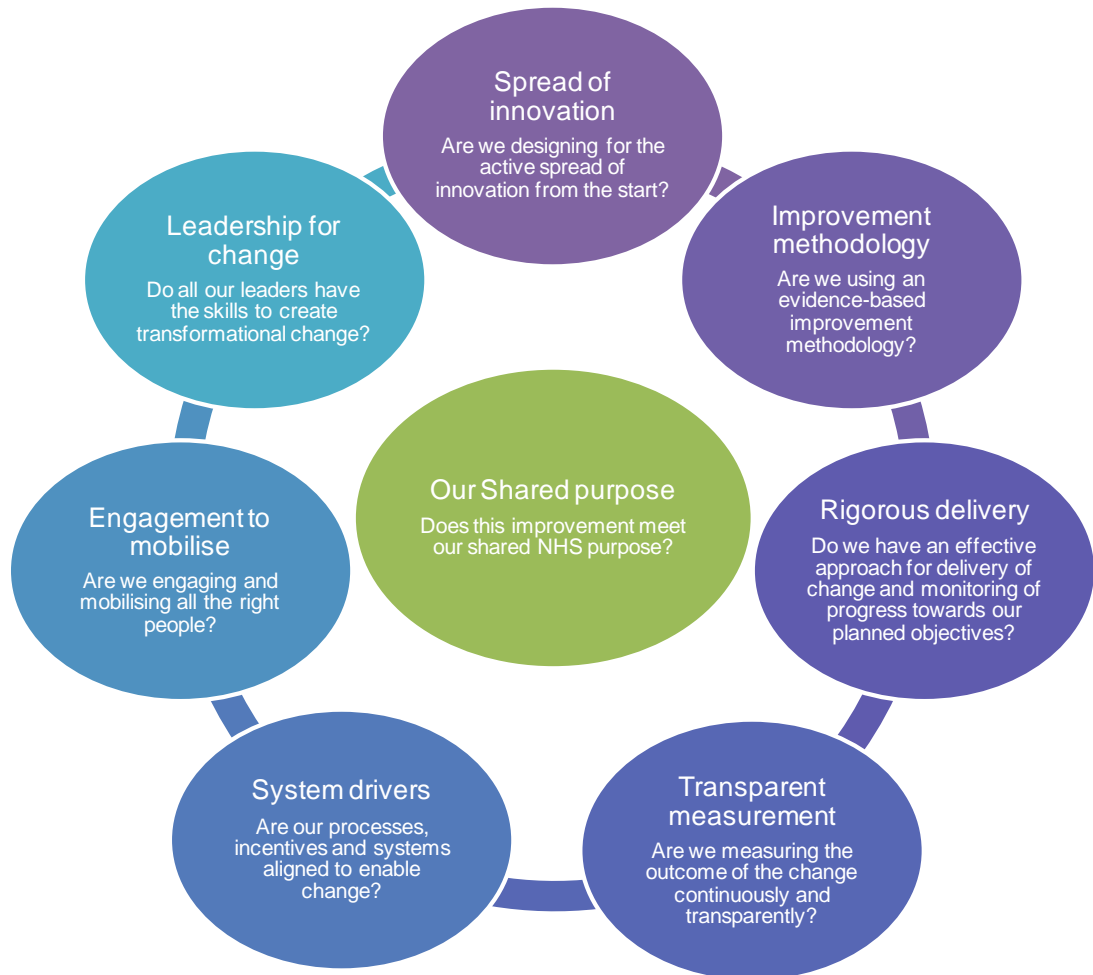 Spread of
innovation
Are we designing for the
active spread of
innovation from the start?
Improvement
methodology
Are we using an
evidence-based
improvement
methodology?
Rigorous delivery
Do we have an effective
approach for delivery of
change and monitoring of
progress towards our
planned objectives?
Transparent
measurement
Are we measuring the
outcome of the change
continuously and
transparently?
System drivers
Are our processes,
incentives and systems
aligned to enable
change?
Engagement to
mobilise
Are we engaging and
mobilising all the right
people?
Leadership for
change
Do all our leaders have
the skills to create
transformational change?
Our Shared purpose
Does this improvement meet
our shared NHS purpose?